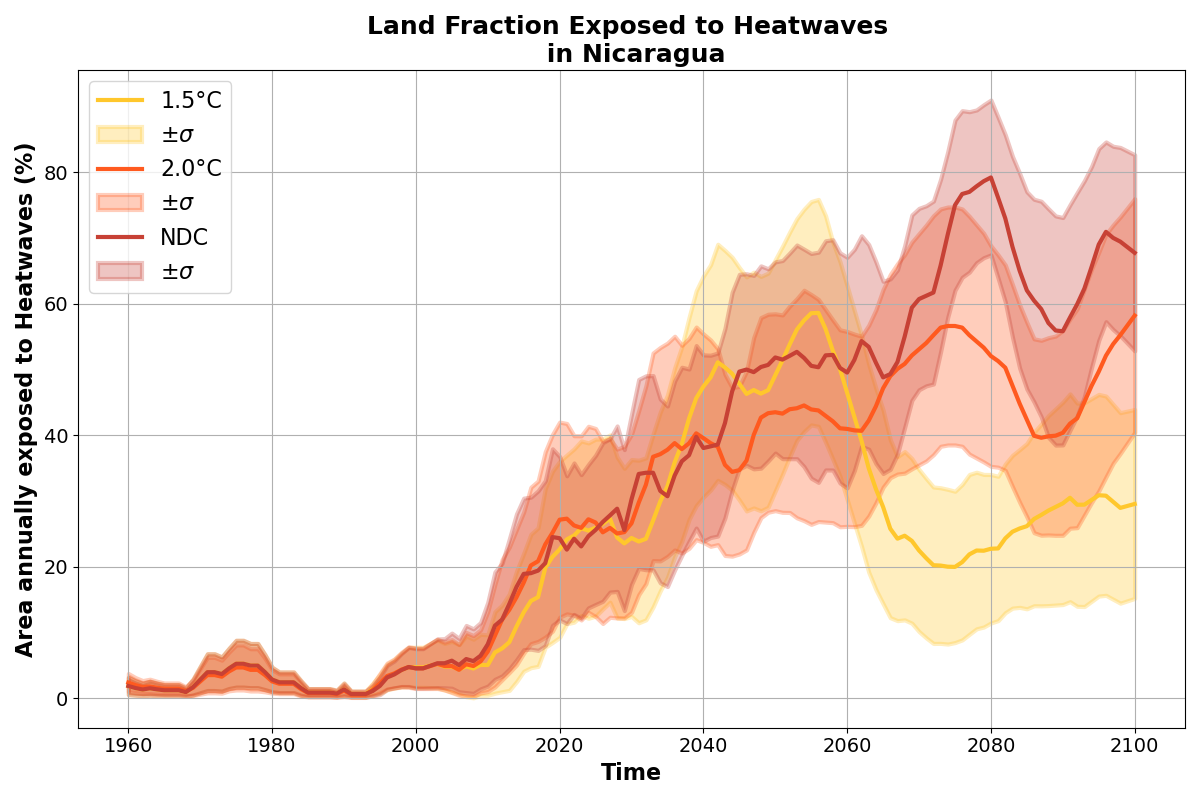 Land Fraction Exposed to Heatwaves
in Nicaragua
1.5°C
±σ
2.0°C
±σ
NDC
±σ
Area annually exposed to Heatwaves (%)
80
60
40
20
0
1960 1980 2000 2020 2040 2060 2080 2100
Time